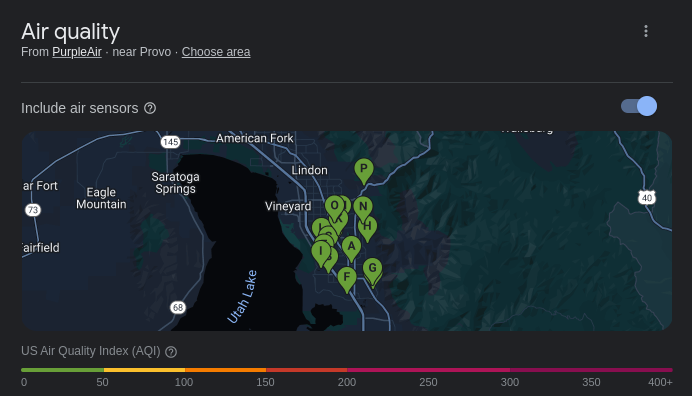 Air quality
From PurpleAir · near Provo · Choose area
Include air sensors
145
American Fork
Lindon
P
Saratoga
Springs
ar Fort
Eagle
Mountain
73
40
Vineyard
O
N
H
A
I
G
F
airfield
68
Utah Lake
US Air Quality Index (AQI)
0 50 100 150 200 250 300 350 400+